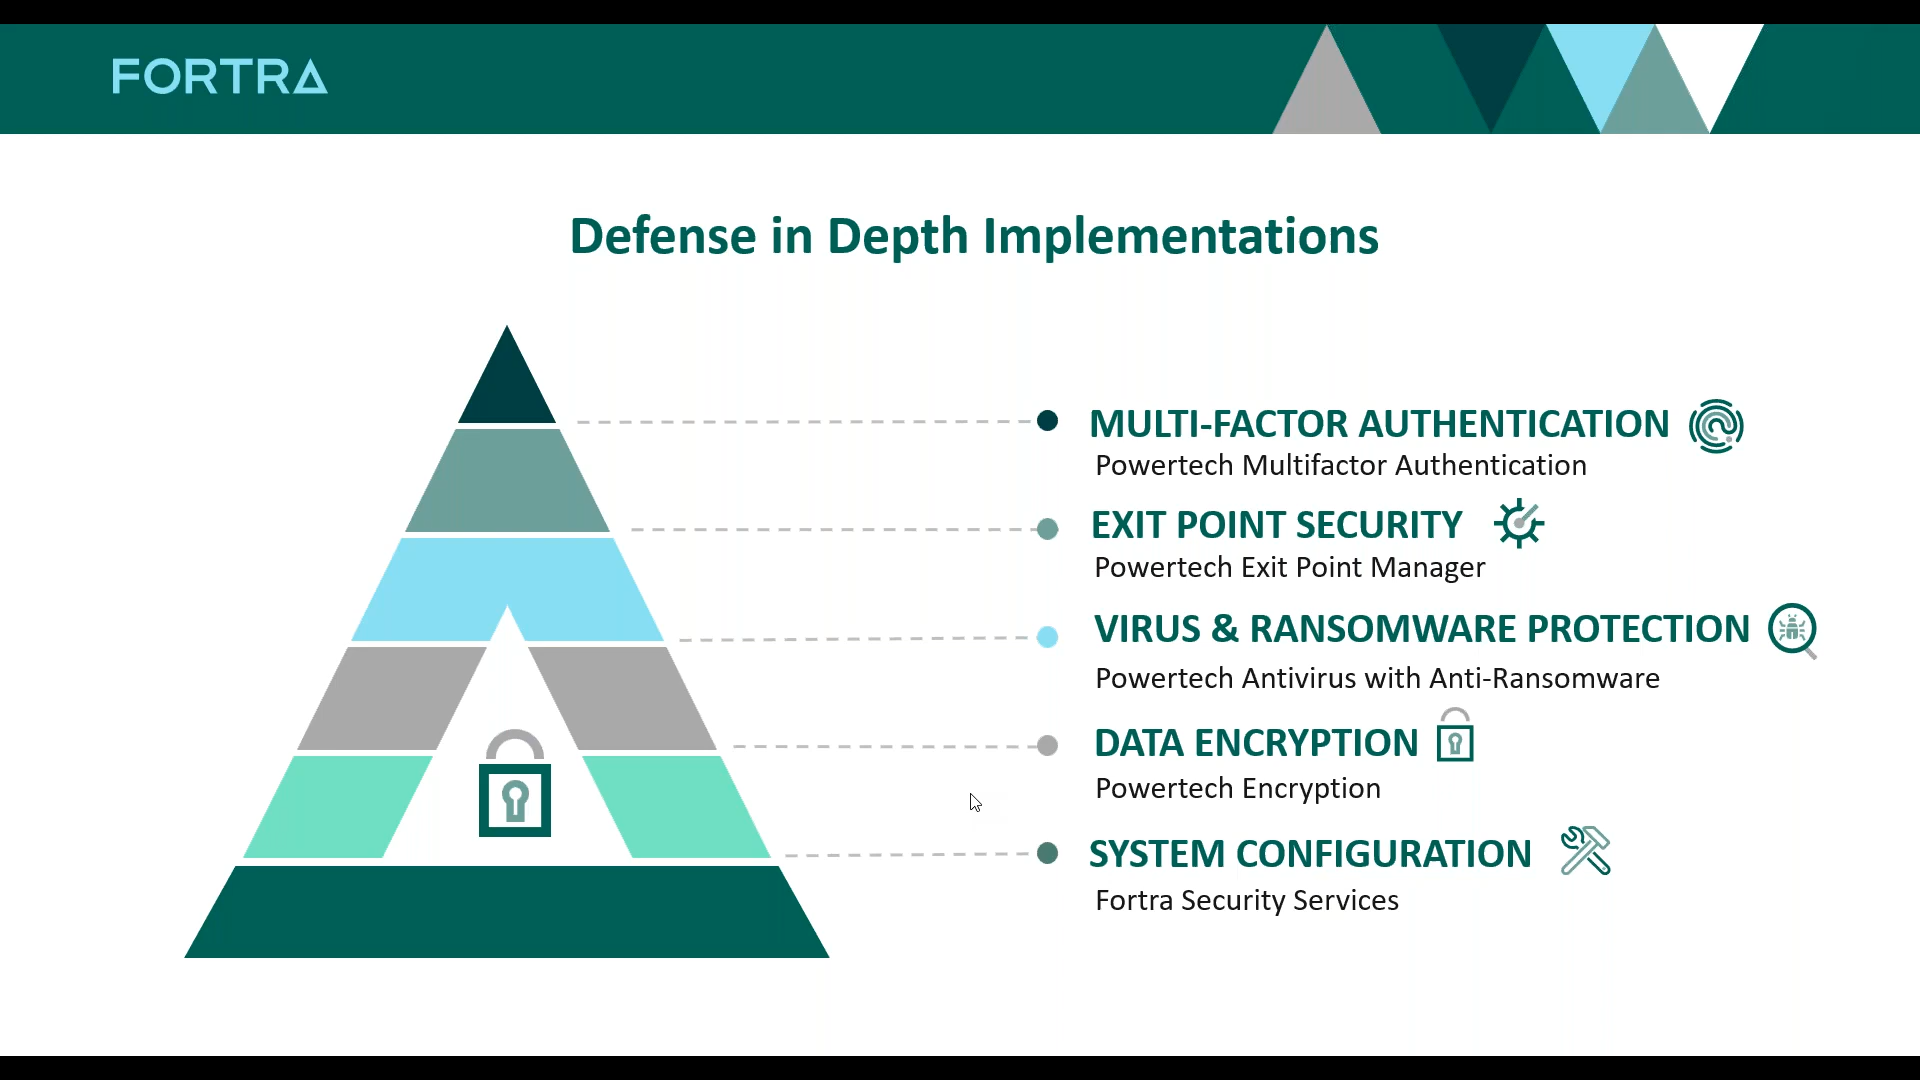 FORTRA
Defense in Depth Implementations
MULTI-FACTOR AUTHENTICATION
Powertech Multifactor Authentication
EXIT POINT SECURITY
Powertech Exit Point Manager
VIRUS & RANSOMWARE PROTECTION
Powertech Antivirus with Anti-Ransomware
DATA ENCRYPTION
Powertech Encryption
SYSTEM CONFIGURATION
Fortra Security Services